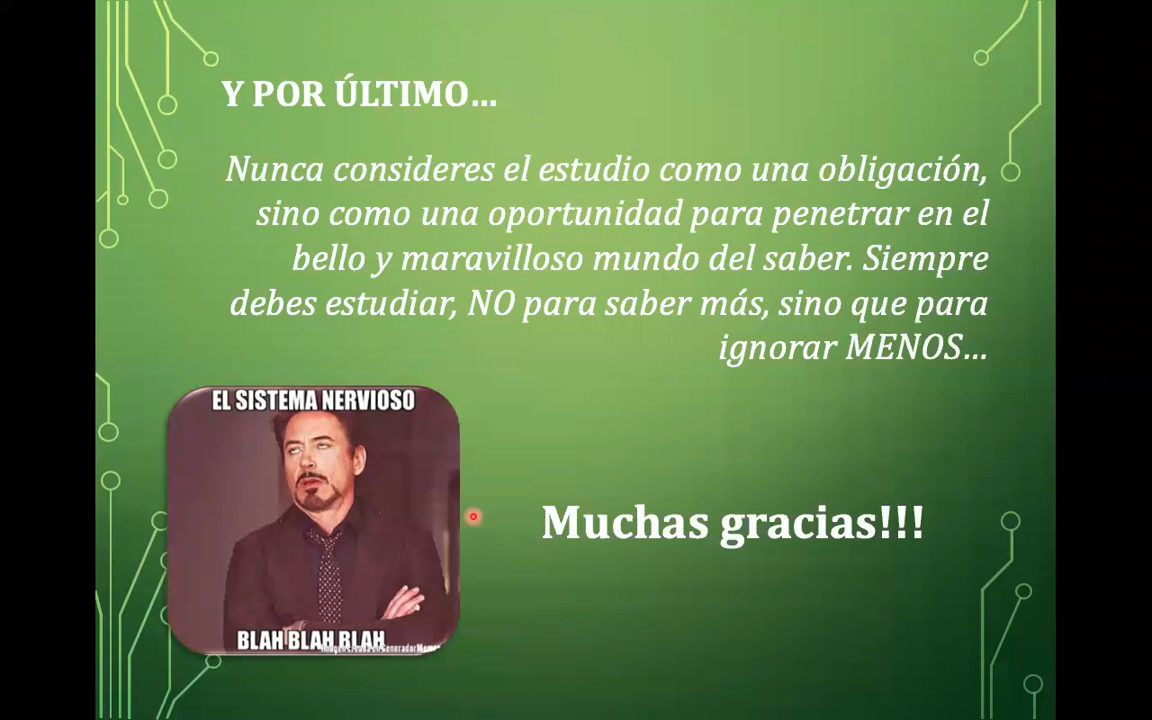 Y POR ÚLTIMO...
Nunca consideres el estudio como una obligación,
sino como una oportunidad para penetrar en el
bello y maravilloso mundo del saber. Siempre
debes estudiar, NO para saber más, sino que para
ignorar MENOS...
EL SISTEMA NERVIOSO
Muchas gracias!!!
BLAH BLAH BLAH